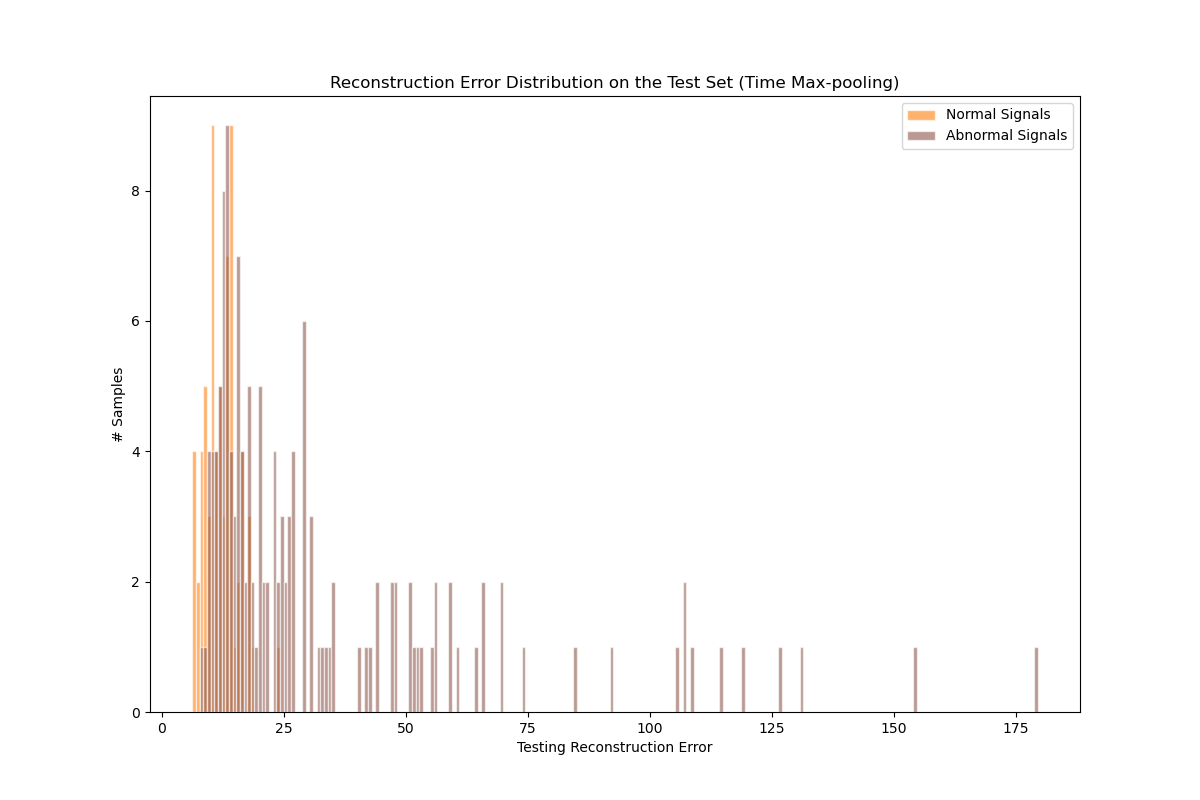 Reconstruction Error Distribution on the Test Set (Time Max-pooling)
Normal Signals
Abnormal Signals
# Samples
8
6
4
2
0
0 25 50 75 100 125 150 175
Testing Reconstruction Error